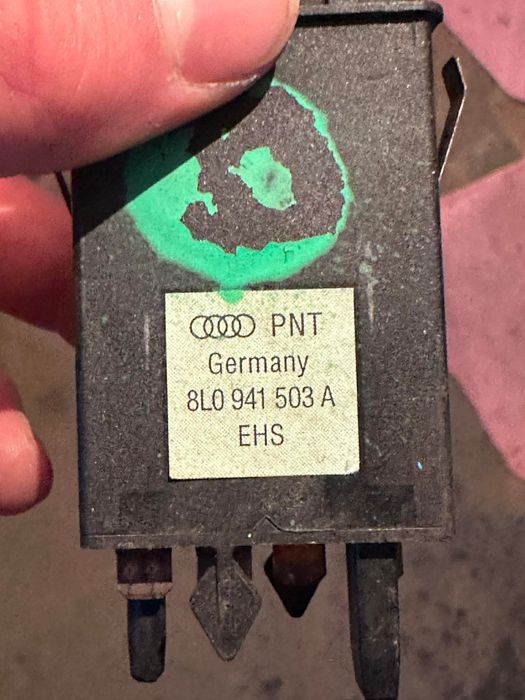 PNT
Germany
8L0 941 503 A
EHS